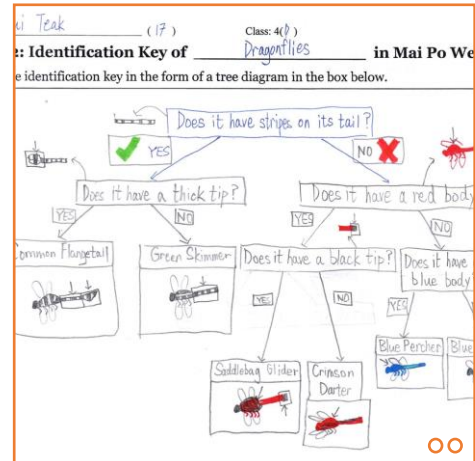 Teak (17) Class: 4(D)
Identification Key of Dragonflies in Mai Po We
e identification key in the form of a tree diagram in the box below.
Does it have stripes on its tail?
YES NO
Does it have a thick tip? Does it have a red body
YES NO YES NO
Common Flangetail Green Skimmer Does it have a black tip? Does it have
blue body
YES NO YES
Blue Percher Blue
Saddlebag Glider Crimson
Darter